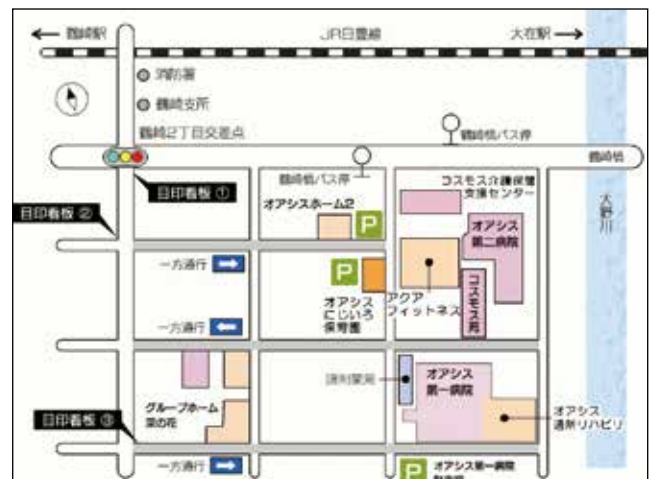 鶴崎駅
JR日豊線
大在駅
消防署
鶴崎支所
鶴崎2丁目交差点
鶴崎橋バス停
鶴崎橋
目印看板 ①
鶴崎橋バス停
コスモス介護保健
支援センター
目印看板 ②
オアシスホーム2
P
オアシス
第二病院
大野川
一方通行
P
オアシス
にじいろ
保育園
アクア
フィットネス
コスモス苑
一方通行
調剤薬局
オアシス
第一病院
グループホーム
菜の花
目印看板 ③
オアシス
通所リハビリ
一方通行
P
オアシス第一病院